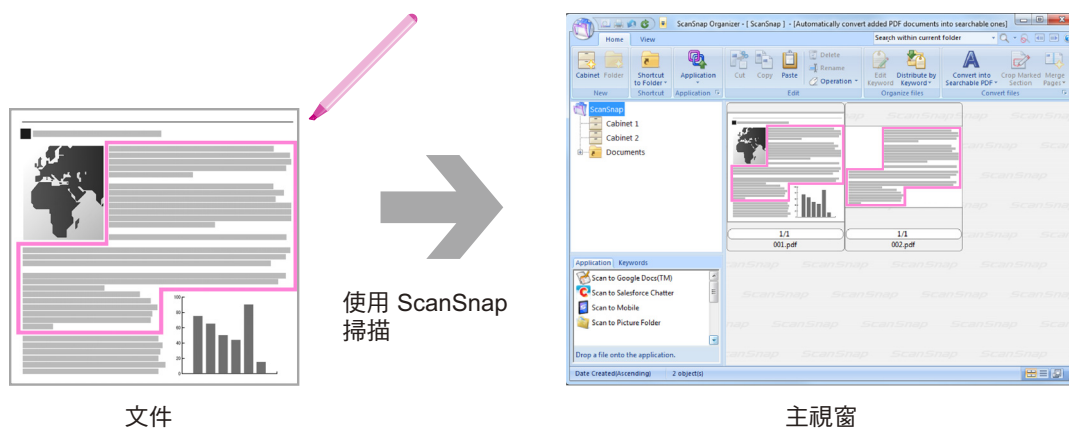 ScanSnap Organizer - [ ScanSnap ] - [Automatically convert added PDF documents into searchable ones]
Home View
Search within current folder
Cabinet Folder
Shortcut to Folder
Application
Cut Copy Paste
Delete
Rename
Operation
Edit Keyword
Distribute by Keyword
Convert into Searchable PDF
Crop Marked Section
Merge Pages
New Shortcut Application Edit Organize files Convert files
ScanSnap
Cabinet 1
Cabinet 2
Documents
1/1
001.pdf
1/1
002.pdf
Application Keywords
Scan to Google Docs(TM)
Scan to Salesforce Chatter
Scan to Mobile
Scan to Picture Folder
Drop a file onto the application.
Date Created(Ascending) 2 object(s)
使用 ScanSnap
掃描
文件
主視窗